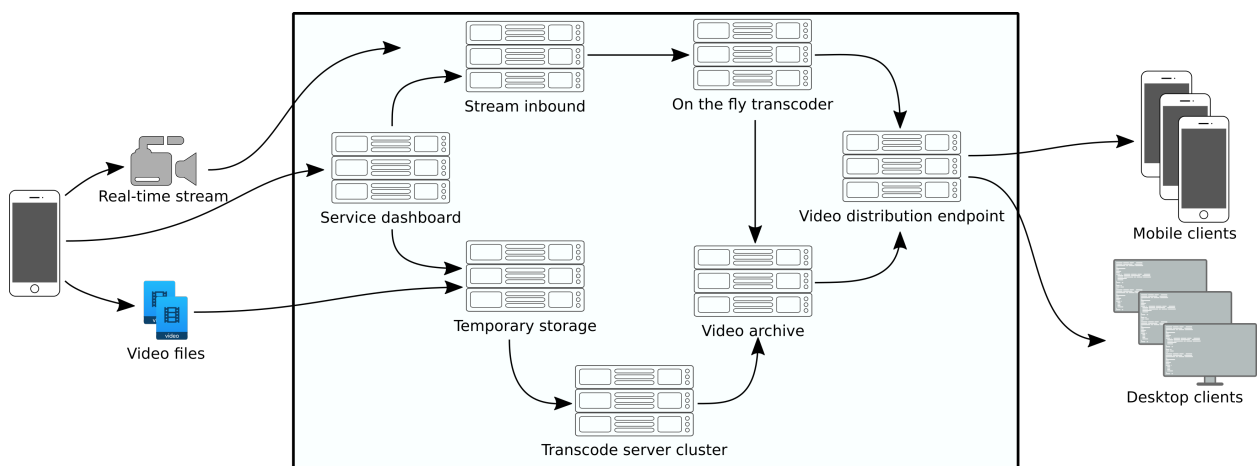 Stream inbound
On the fly transcoder
Real-time stream
Service dashboard
Video distribution endpoint
Mobile clients
Temporary storage
Video archive
video
Video files
Desktop clients
Transcode server cluster